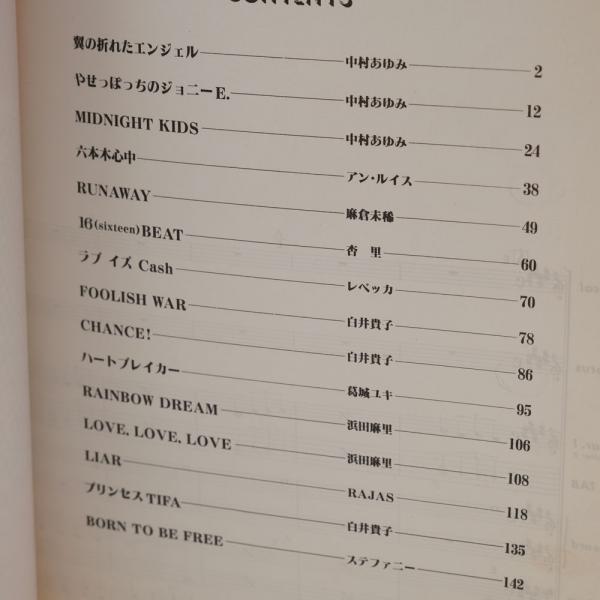 CONTENTS
翼の折れたエンジェル 中村あゆみ 2
やせっぽっちのジョニーE. 中村あゆみ 12
MIDNIGHT KIDS 中村あゆみ 24
六本木心中 アン・ルイス 38
RUNAWAY 麻倉未稀 49
16(sixteen)BEAT 杏里 60
ラブ イズ Cash レベッカ 70
FOOLISH WAR 白井貴子 78
CHANCE! 白井貴子 86
ハートブレイカー 葛城ユキ 95
RAINBOW DREAM 浜田麻里 106
LOVE, LOVE, LOVE 浜田麻里 108
LIAR RAJAS 118
プリンセスTIFA 白井貴子 135
BORN TO BE FREE ステファニー 142